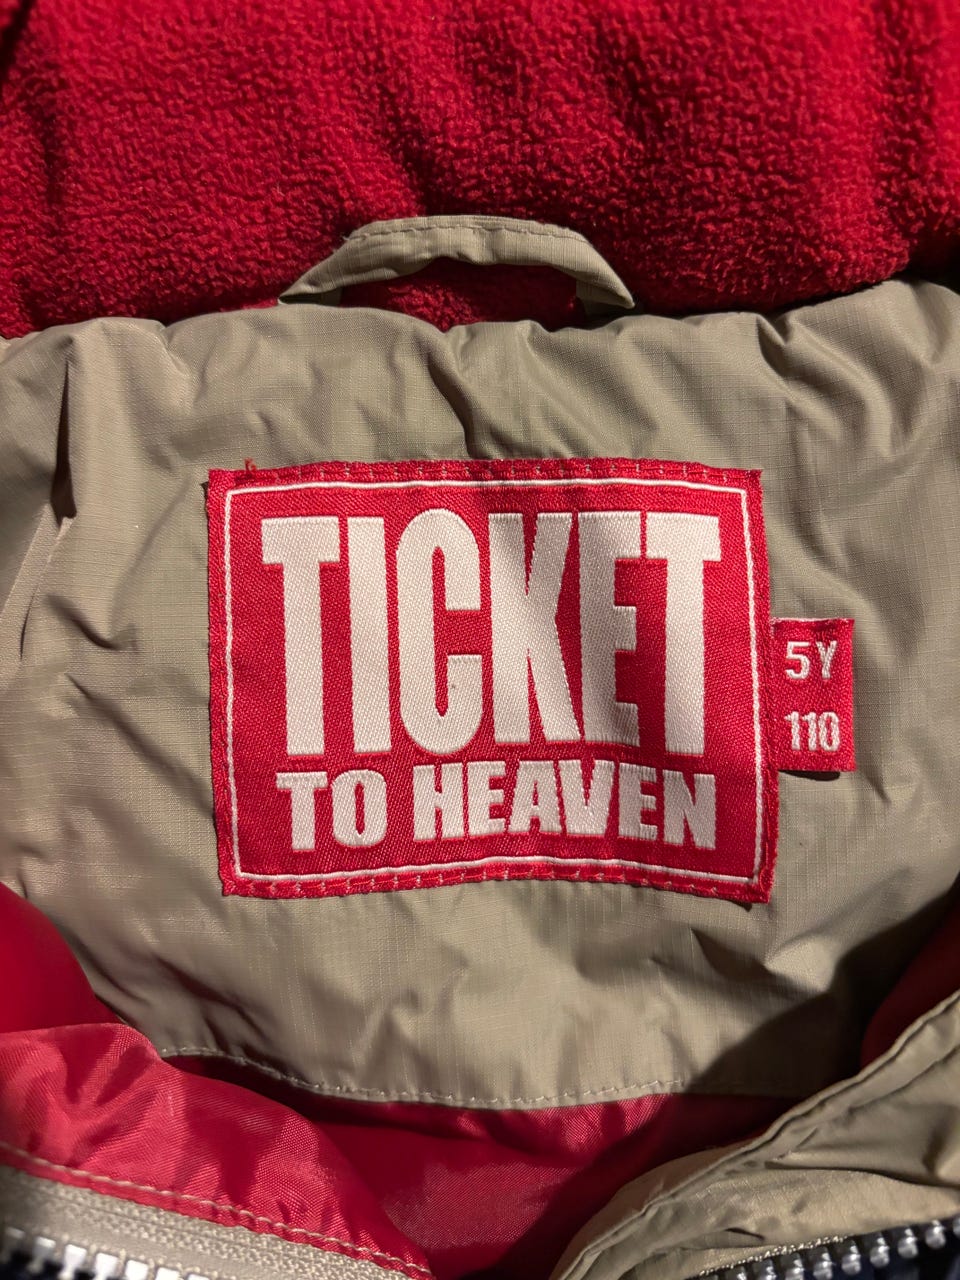 TICKET
TO HEAVEN
5Y
110